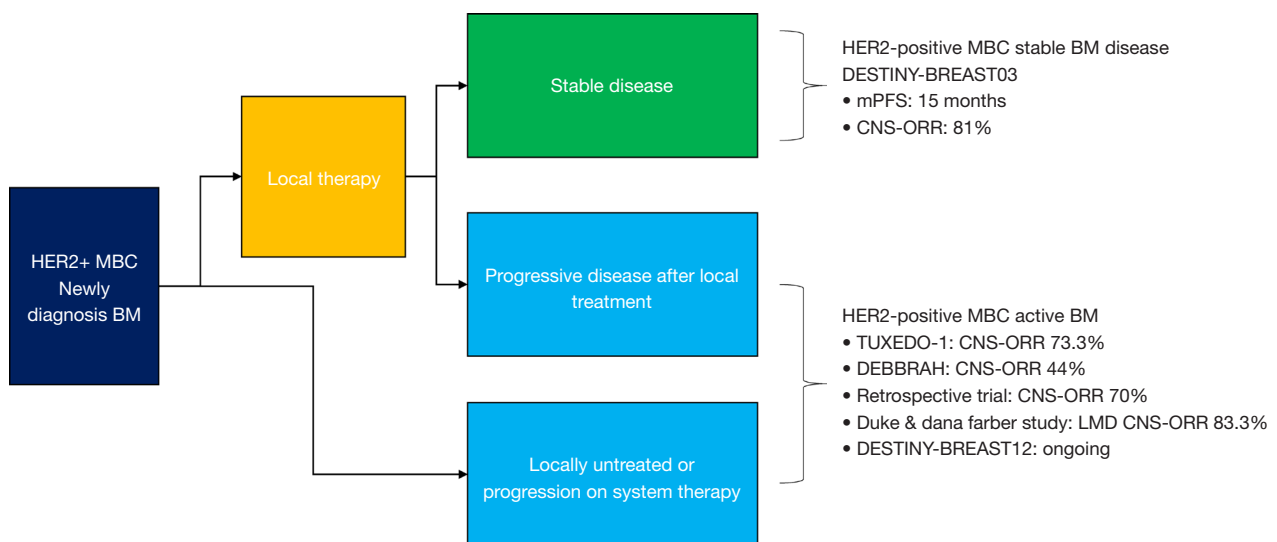 HER2+ MBC
Newly
diagnosis BM
Local therapy
Stable disease
Progressive disease after local
treatment
Locally untreated or
progression on system therapy
HER2-positive MBC stable BM disease
DESTINY-BREAST03
• mPFS: 15 months
• CNS-ORR: 81%
HER2-positive MBC active BM
• TUXEDO-1: CNS-ORR 73.3%
• DEBBRAH: CNS-ORR 44%
• Retrospective trial: CNS-ORR 70%
• Duke & dana farber study: LMD CNS-ORR 83.3%
• DESTINY-BREAST12: ongoing